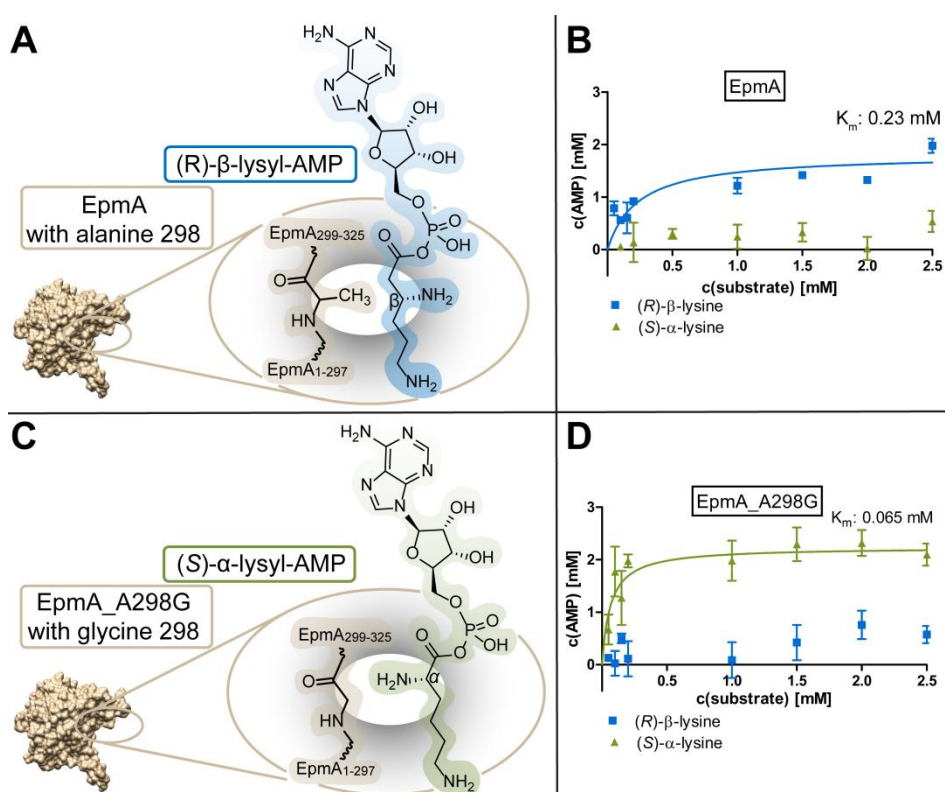 A
NH₂
N
N
N
N
OH
O
OH
(R)-β-lysyl-AMP
O
O
P
OH
O
O
EpmA
with alanine 298
EpmA₂₉₉₋₃₂₅
O
CH₃
HN
EpmA₁₋₂₉₇
β
NH₂
NH₂
B
EpmA
Kₘ: 0.23 mM
c(AMP) [mM]
3
2
1
0
0.5
1.0
1.5
2.0
2.5
c(substrate) [mM]
(R)-β-lysine
(S)-α-lysine
C
H₂N
N
N
N
N
OH
O
OH
(S)-α-lysyl-AMP
O
O
P
OH
O
O
EpmA_A298G
with glycine 298
EpmA₂₉₉₋₃₂₅
O
HN
EpmA₁₋₂₉₇
H₂N
α
NH₂
D
EpmA_A298G
Kₘ: 0.065 mM
c(AMP) [mM]
3
2
1
0
0.5
1.0
1.5
2.0
2.5
c(substrate) [mM]
(R)-β-lysine
(S)-α-lysine